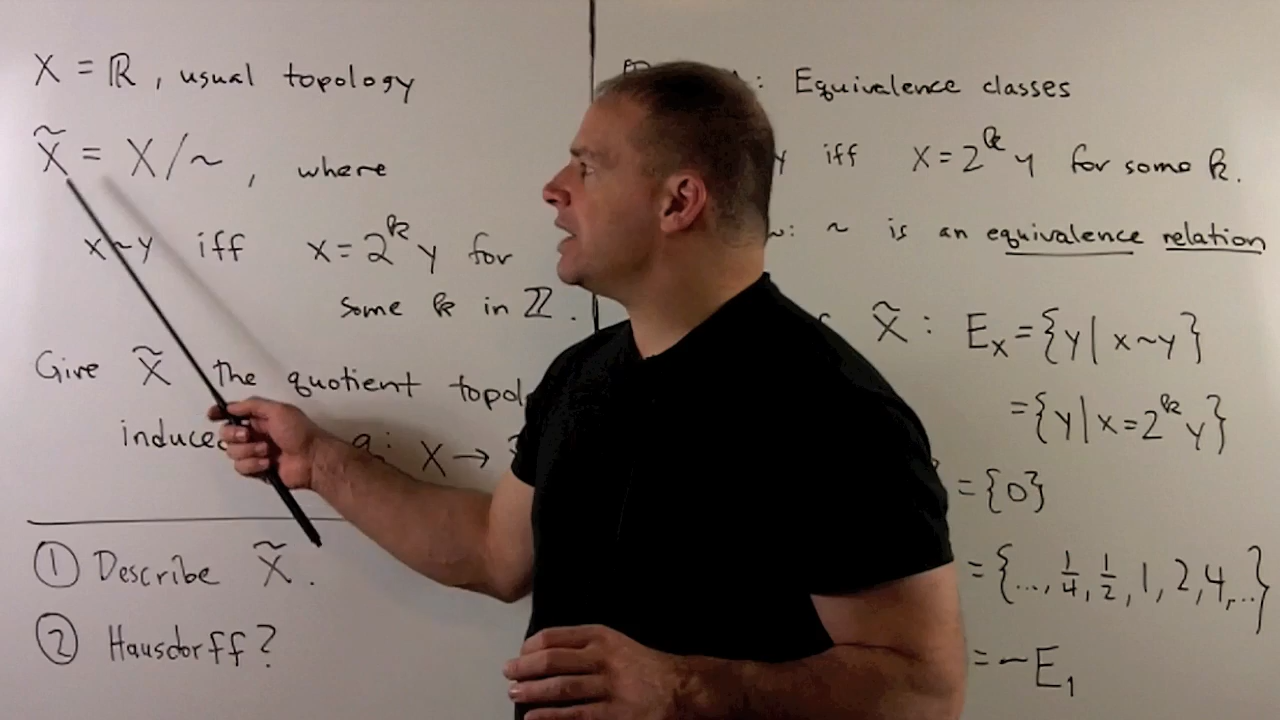 X = ℝ, usual topology
X̃ = X/~, where
x~y iff x = 2^k y for
some k in ℤ.
Give X̃ the quotient
induced q: X →
① Describe X̃.
② Hausdorff?
Equivalence classes
y iff x = 2^k y for some k.
~ is an equivalence relation
X̃: E_x = {y | x~y}
= {y | x = 2^k y}
= {0}
= {..., 1/4, 1/2, 1, 2, 4, ...}
= -E_1